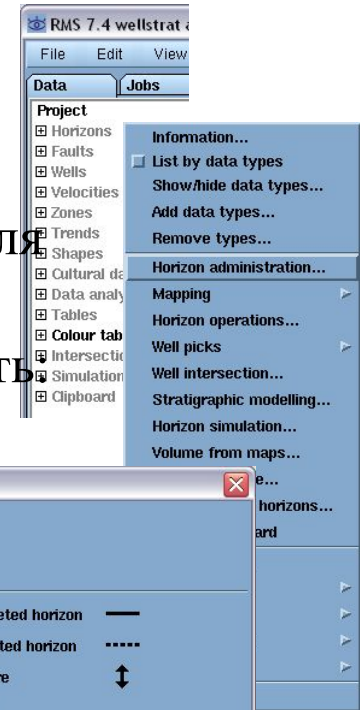 RMS 7.4 wellstrat
File Edit View
Data Jobs
Project
Horizons
Faults
Wells
Velocities
Zones
Trends
Shapes
Cultural da
Data analy
Tables
Colour tab
Intersectio
Simulation
Clipboard
ля
ть:
Information...
List by data types
Show/hide data types...
Add data types...
Remove types...
Horizon administration...
Mapping
Horizon operations...
Well picks
Well intersection...
Stratigraphic modelling...
Horizon simulation...
Volume from maps...
e...
horizons...
ard
eted horizon
ted horizon
re